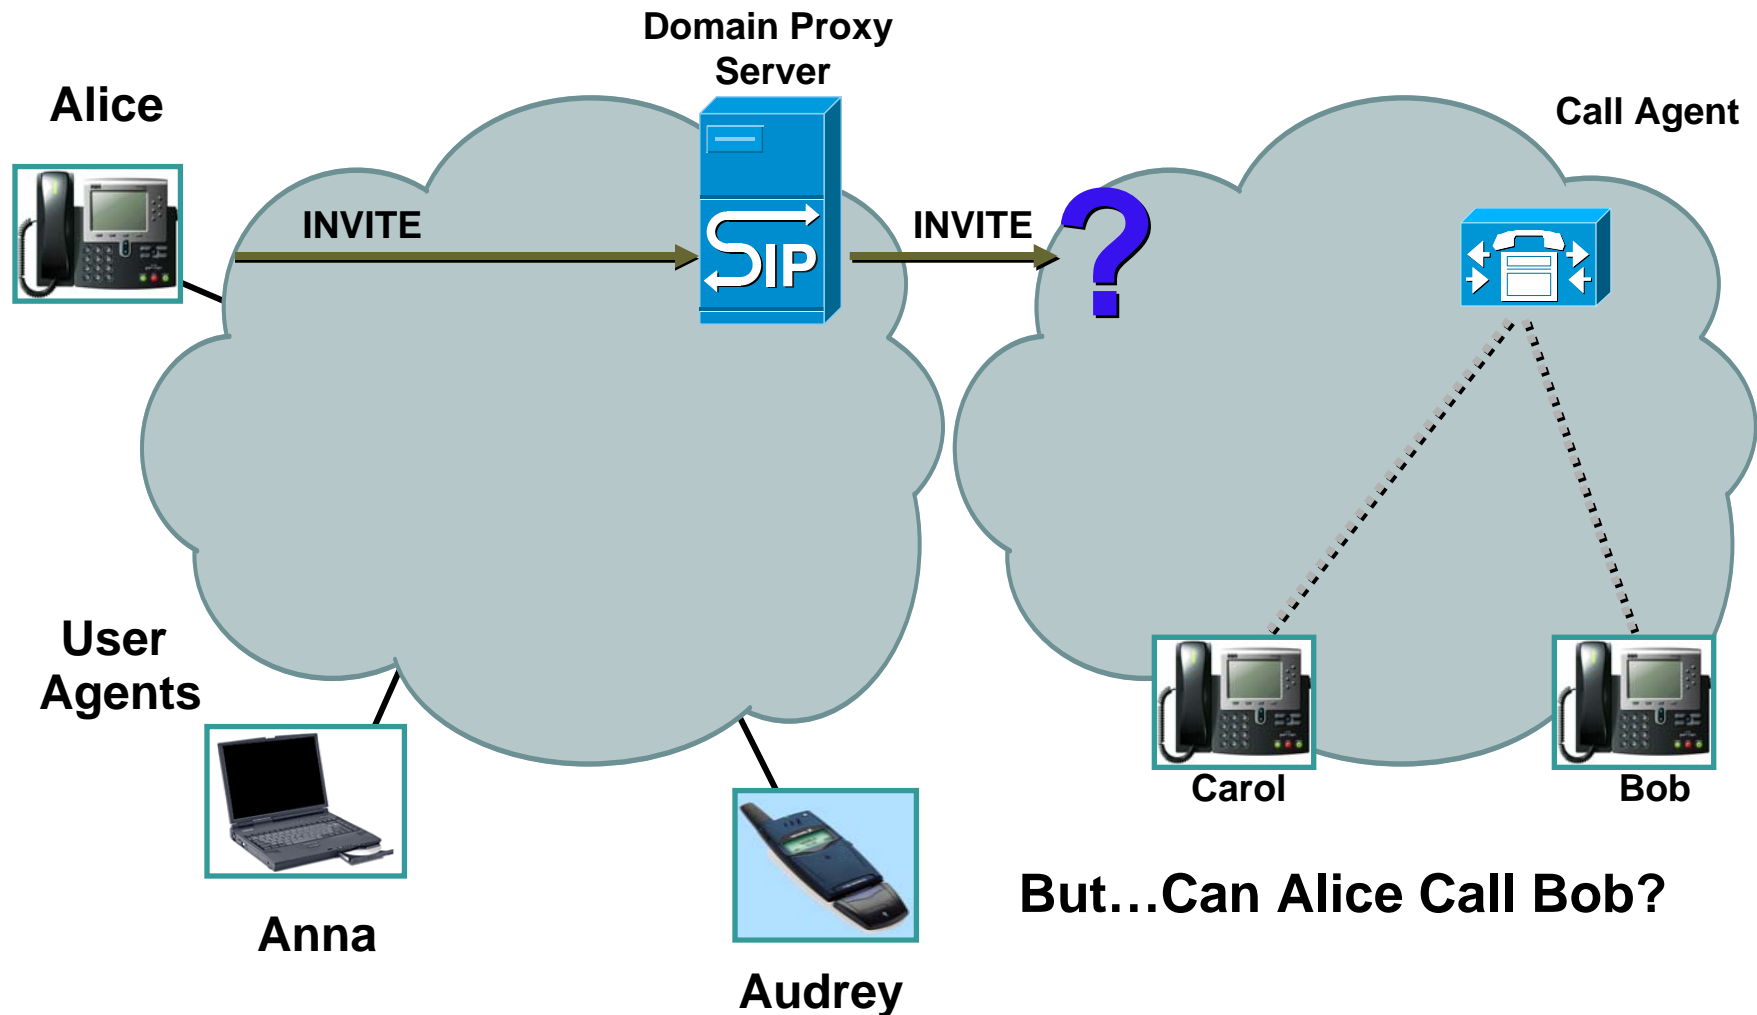 Domain Proxy
Server
Alice
Call Agent
INVITE
INVITE
SIP
?
User
Agents
Carol
Bob
But...Can Alice Call Bob?
Anna
Audrey